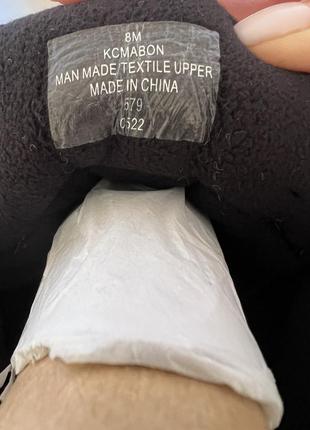 8M
KCMABON
MAN MADE/TEXTILE UPPER
MADE IN CHINA
579
0522